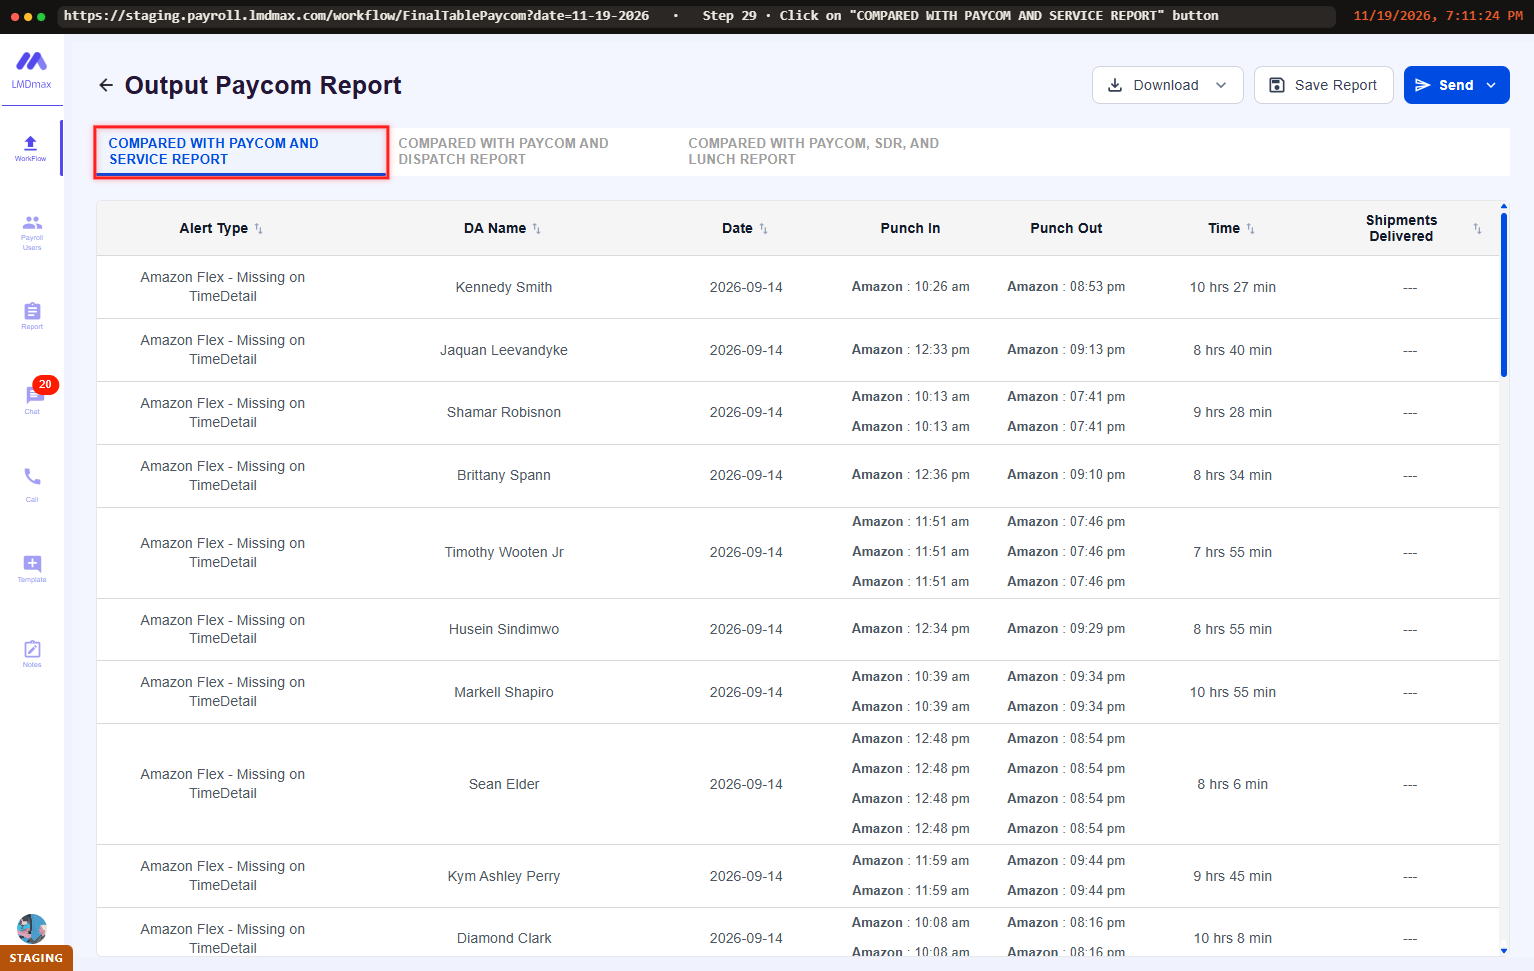 https://staging.payroll.lmdmax.com/workflow/FinalTablePaycom?date=11-19-2026 • Step 29 • Click on "COMPARED WITH PAYCOM AND SERVICE REPORT" button
11/19/2026, 7:11:24 PM
LMDmax
WorkFlow
Payroll
Users
Report
20
Chat
Call
Template
Notes
STAGING
Output Paycom Report
Download
Save Report
Send
COMPARED WITH PAYCOM AND
SERVICE REPORT
COMPARED WITH PAYCOM AND
DISPATCH REPORT
COMPARED WITH PAYCOM, SDR, AND
LUNCH REPORT
Alert Type DA Name Date Punch In Punch Out Time Shipments
Delivered
Amazon Flex - Missing on
TimeDetail
Kennedy Smith 2026-09-14 Amazon : 10:26 am Amazon : 08:53 pm 10 hrs 27 min ---
Amazon Flex - Missing on
TimeDetail
Jaquan Leevandyke 2026-09-14 Amazon : 12:33 pm Amazon : 09:13 pm 8 hrs 40 min ---
Amazon Flex - Missing on
TimeDetail
Shamar Robisnon 2026-09-14 Amazon : 10:13 am Amazon : 07:41 pm 9 hrs 28 min ---
Amazon : 10:13 am Amazon : 07:41 pm
Amazon Flex - Missing on
TimeDetail
Brittany Spann 2026-09-14 Amazon : 12:36 pm Amazon : 09:10 pm 8 hrs 34 min ---
Amazon Flex - Missing on
TimeDetail
Timothy Wooten Jr 2026-09-14 Amazon : 11:51 am Amazon : 07:46 pm 7 hrs 55 min ---
Amazon : 11:51 am Amazon : 07:46 pm
Amazon : 11:51 am Amazon : 07:46 pm
Amazon Flex - Missing on
TimeDetail
Husein Sindimwo 2026-09-14 Amazon : 12:34 pm Amazon : 09:29 pm 8 hrs 55 min ---
Amazon Flex - Missing on
TimeDetail
Markell Shapiro 2026-09-14 Amazon : 10:39 am Amazon : 09:34 pm 10 hrs 55 min ---
Amazon : 10:39 am Amazon : 09:34 pm
Amazon Flex - Missing on
TimeDetail
Sean Elder 2026-09-14 Amazon : 12:48 pm Amazon : 08:54 pm 8 hrs 6 min ---
Amazon : 12:48 pm Amazon : 08:54 pm
Amazon : 12:48 pm Amazon : 08:54 pm
Amazon : 12:48 pm Amazon : 08:54 pm
Amazon Flex - Missing on
TimeDetail
Kym Ashley Perry 2026-09-14 Amazon : 11:59 am Amazon : 09:44 pm 9 hrs 45 min ---
Amazon : 11:59 am Amazon : 09:44 pm
Amazon Flex - Missing on
TimeDetail
Diamond Clark 2026-09-14 Amazon : 10:08 am Amazon : 08:16 pm 10 hrs 8 min ---
Amazon : 10:08 am Amazon : 08:16 pm